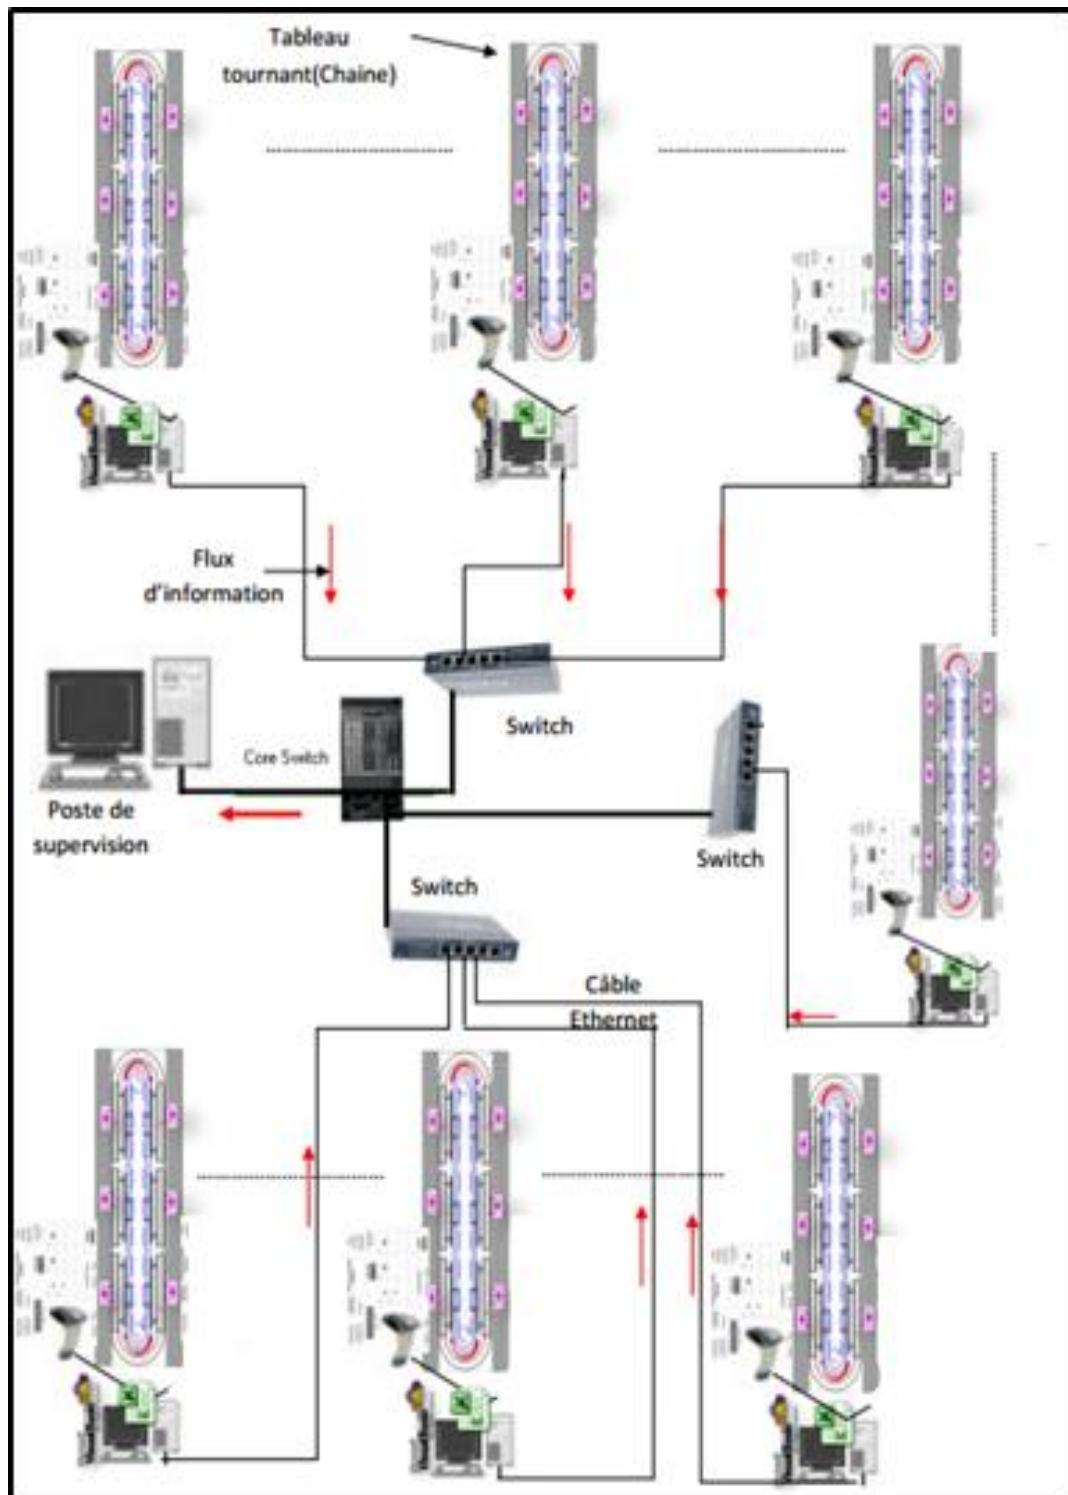 Tableau
tournant(Chaine)
Flux
d'information
Switch
Core Switch
Poste de
supervision
Switch
Switch
Câble
Ethernet